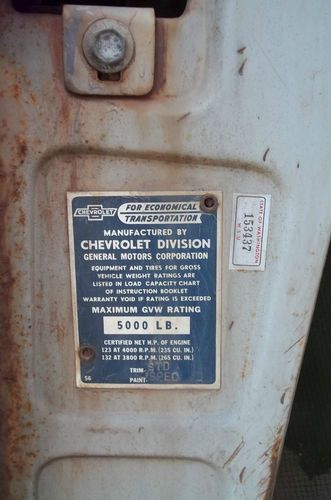 CHEVROLET
FOR ECONOMICAL
TRANSPORTATION
MANUFACTURED BY
CHEVROLET DIVISION
GENERAL MOTORS CORPORATION
EQUIPMENT AND TIRES FOR GROSS
VEHICLE WEIGHT RATINGS ARE
LISTED IN LOAD CAPACITY CHART
OF INSTRUCTION BOOKLET
WARRANTY VOID IF RATING IS EXCEEDED
MAXIMUM GVW RATING
5000 LB.
CERTIFIED NET H.P. OF ENGINE
123 AT 4000 R.P.M. (235 CU. IN.)
132 AT 3800 R.P.M. (265 CU. IN.)
TRIM- STD
PAINT-
56
STATE OF WASHINGTON
153437